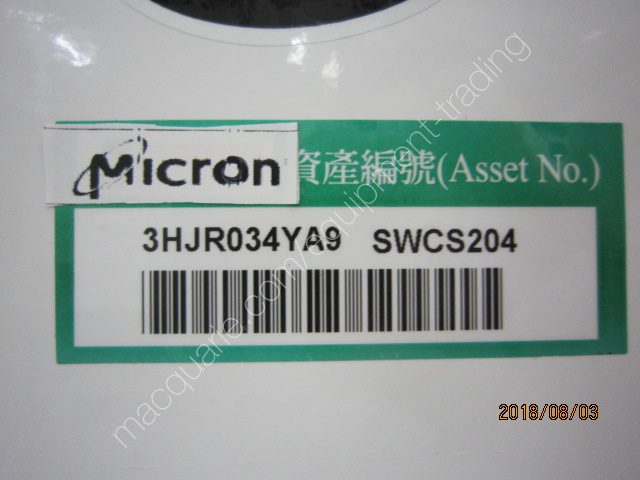 Micron 資產編號(Asset No.)
3HJR034YA9 SWCS204
macquarie.com/equipment-trading
2018/08/03